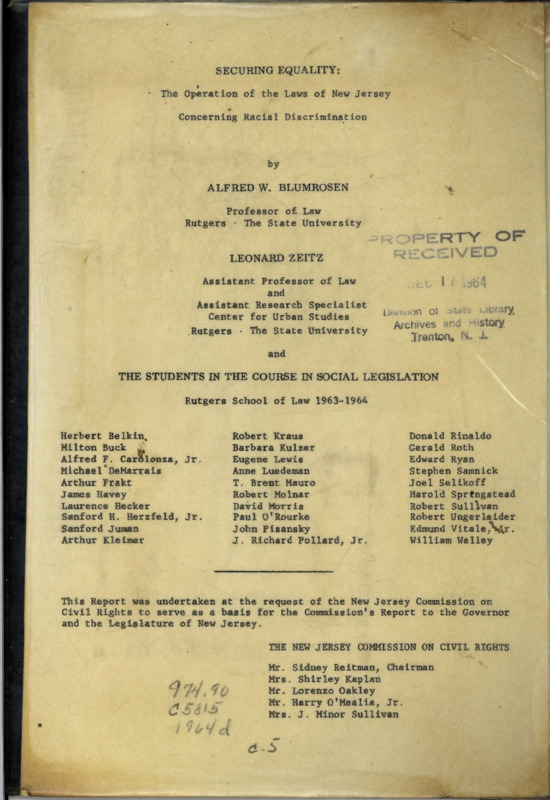 SECURING EQUALITY:
The Operation of the Laws of New Jersey
Concerning Racial Discrimination
by
ALFRED W. BLUMROSEN
Professor of Law
Rutgers · The State University
LEONARD ZEITZ
Assistant Professor of Law
and
Assistant Research Specialist
Center for Urban Studies
Rutgers · The State University
and
PROPERTY OF
RECEIVED
DEC 17 1964
Division of State Library,
Archives and History
Trenton, N. J.
THE STUDENTS IN THE COURSE IN SOCIAL LEGISLATION
Rutgers School of Law 1963-1964
Herbert Belkin
Milton Buck
Alfred F. Carolonza, Jr.
Michael DeMarrais
Arthur Frakt
James Havey
Laurence Hecker
Sanford H. Herzfeld, Jr.
Sanford Juman
Arthur Kleimer
Robert Kraus
Barbara Kulzer
Eugene Lewis
Anne Luedeman
T. Brent Mauro
Robert Molnar
David Morris
Paul O'Rourke
John Pisansky
J. Richard Pollard, Jr.
Donald Rinaldo
Gerald Roth
Edward Ryan
Stephen Samnick
Joel Selikoff
Harold Springstead
Robert Sullivan
Robert Ungerleider
Edmund Vitale, Jr.
William Welley
This Report was undertaken at the request of the New Jersey Commission on
Civil Rights to serve as a basis for the Commission's Report to the Governor
and the Legislature of New Jersey.
THE NEW JERSEY COMMISSION ON CIVIL RIGHTS
Mr. Sidney Reitman, Chairman
Mrs. Shirley Kaplan
Mr. Lorenzo Oakley
Mr. Harry O'Mealia, Jr.
Mrs. J. Minor Sullivan
974.90
C5815
1964d
c.5